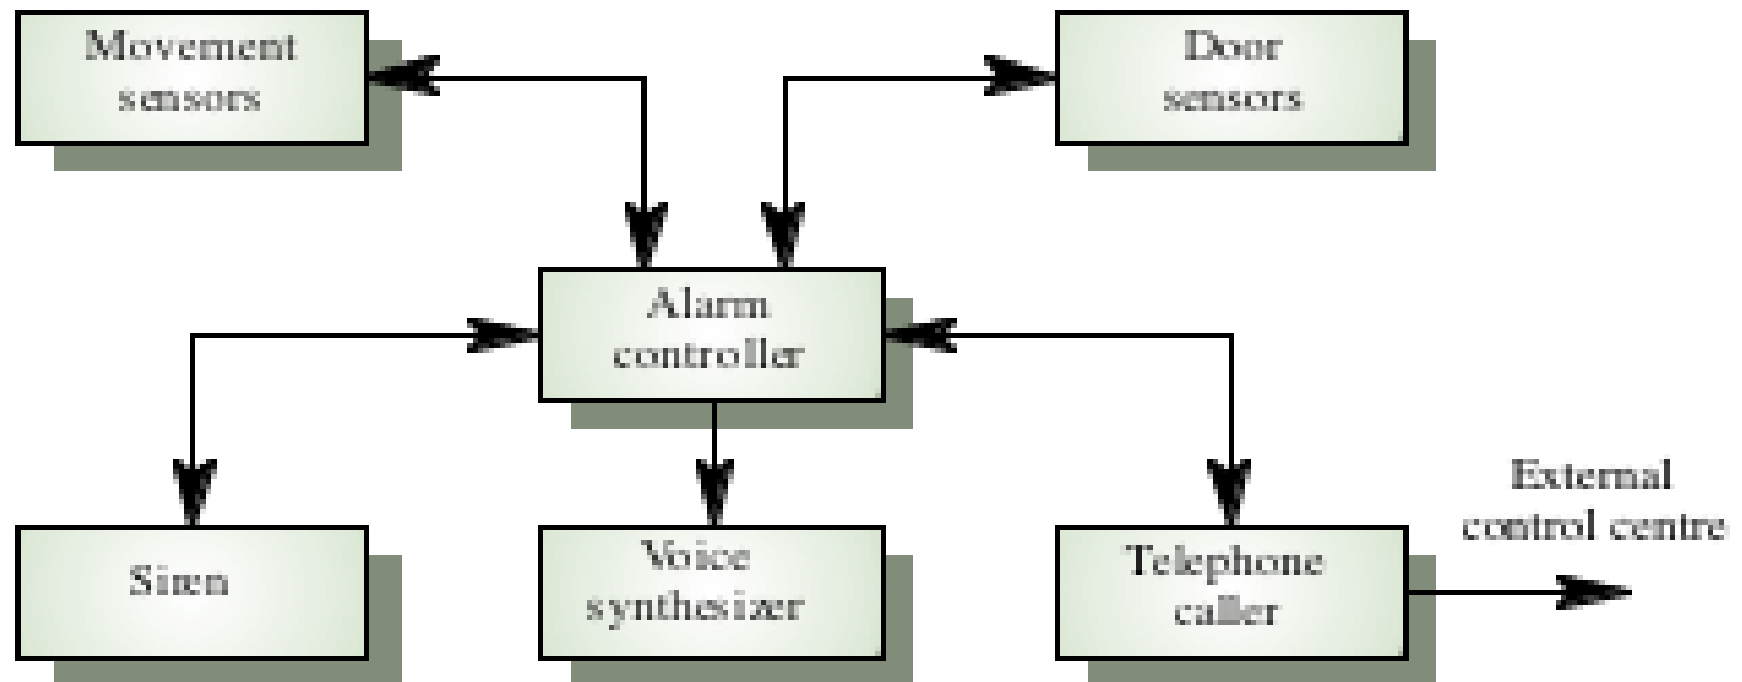 Movement
sensors
Door
sensors
Alarm
controller
Siren
Voice
synthesizer
Telephone
caller
External
control centre